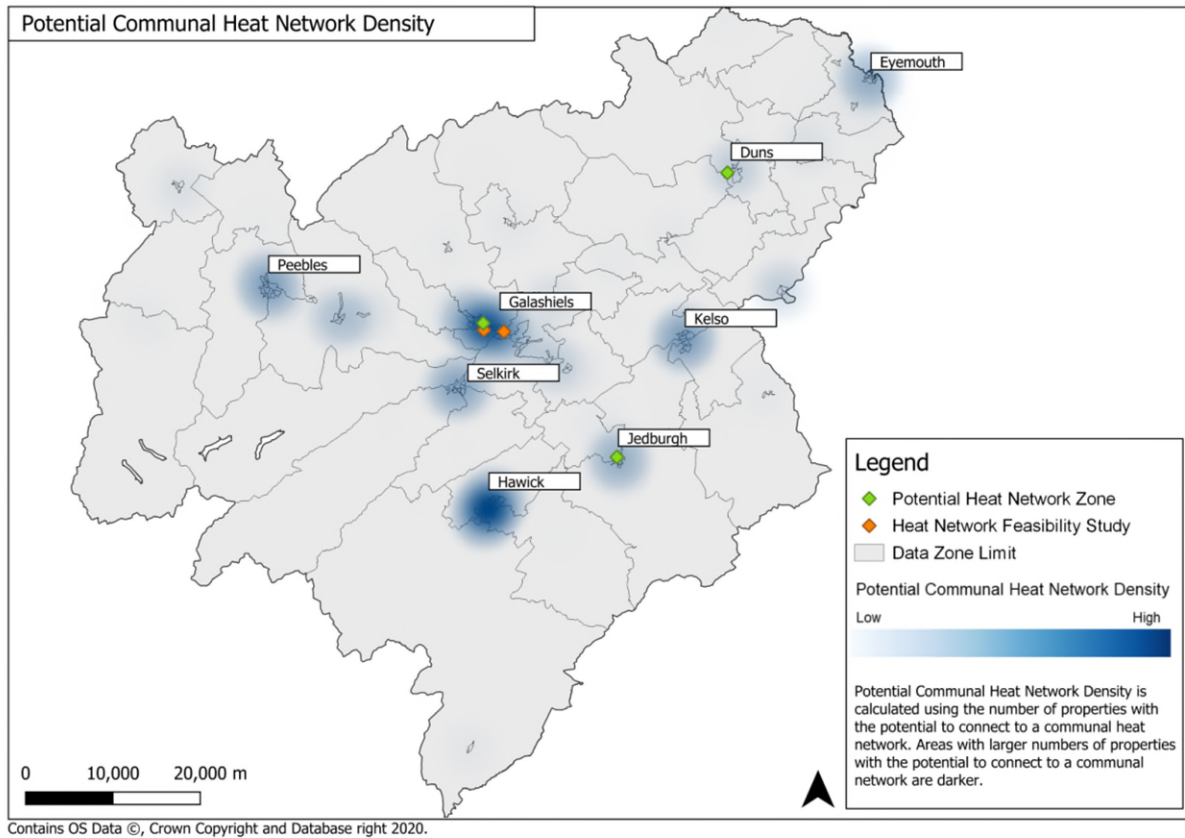 Potential Communal Heat Network Density
Eyemouth
Duns
Peebles
Galashiels
Kelso
Selkirk
Jedburgh
Hawick
Legend
Potential Heat Network Zone
Heat Network Feasibility Study
Data Zone Limit
Potential Communal Heat Network Density
Low High
Potential Communal Heat Network Density is
calculated using the number of properties with
the potential to connect to a communal heat
network. Areas with larger numbers of properties
with the potential to connect to a communal
network are darker.
0 10,000 20,000 m
Contains OS Data ©, Crown Copyright and Database right 2020.